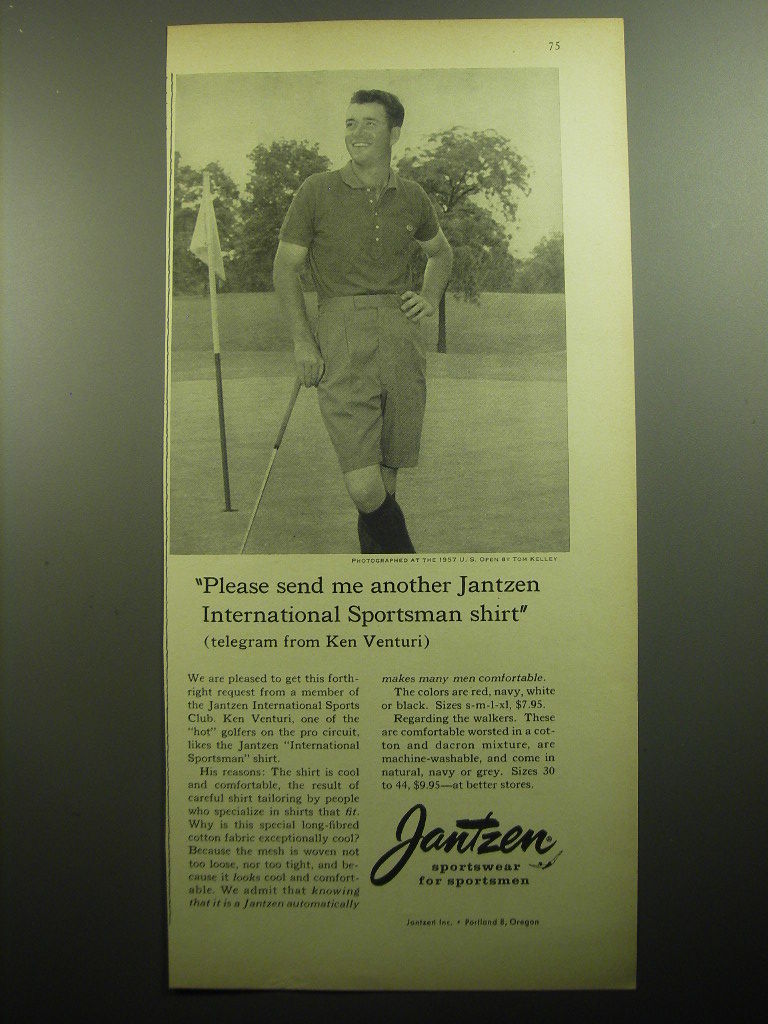 75
PHOTOGRAPHED AT THE 1957 U. S. OPEN BY TOM KELLEY
"Please send me another Jantzen
International Sportsman shirt"
(telegram from Ken Venturi)
We are pleased to get this forth-
right request from a member of
the Jantzen International Sports
Club. Ken Venturi, one of the
"hot" golfers on the pro circuit,
likes the Jantzen "International
Sportsman" shirt.
His reasons: The shirt is cool
and comfortable, the result of
careful shirt tailoring by people
who specialize in shirts that fit.
Why is this special long-fibred
cotton fabric exceptionally cool?
Because the mesh is woven not
too loose, nor too tight, and be-
cause it looks cool and comfort-
able. We admit that knowing
that it is a Jantzen automatically
makes many men comfortable.
The colors are red, navy, white
or black. Sizes s-m-l-xl, $7.95.
Regarding the walkers. These
are comfortable worsted in a cot-
ton and dacron mixture, are
machine-washable, and come in
natural, navy or grey. Sizes 30
to 44, $9.95—at better stores.
Jantzen
sportswear
for sportsmen
Jantzen Inc. • Portland 8, Oregon